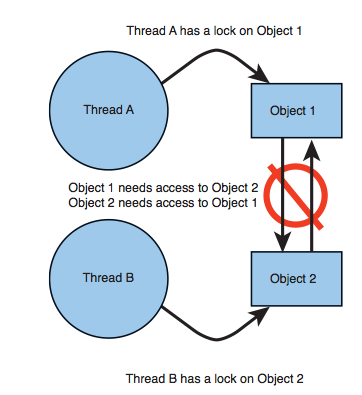 Thread A has a lock on Object 1
Thread A
Object 1
Object 1 needs access to Object 2
Object 2 needs access to Object 1
Thread B
Object 2
Thread B has a lock on Object 2